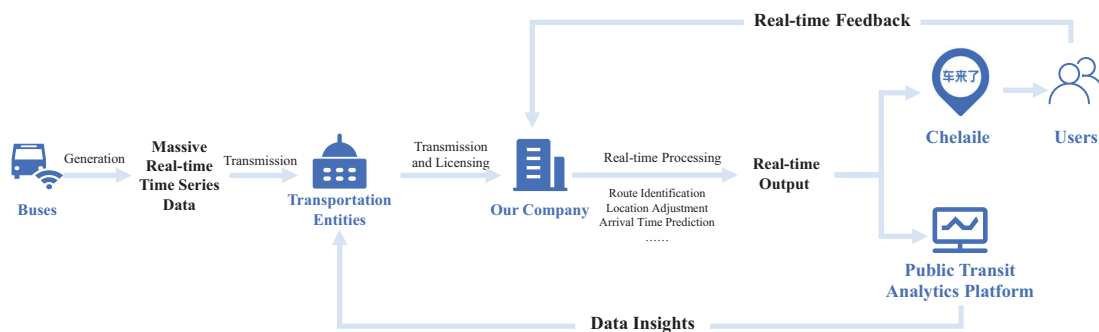 Real-time Feedback
车来了
Chelaile
Users
Buses
Generation
Massive
Real-time
Time Series
Data
Transmission
Transportation
Entities
Transmission
and Licensing
Our Company
Real-time Processing
Route Identification
Location Adjustment
Arrival Time Prediction
……
Real-time
Output
Public Transit
Analytics Platform
Data Insights